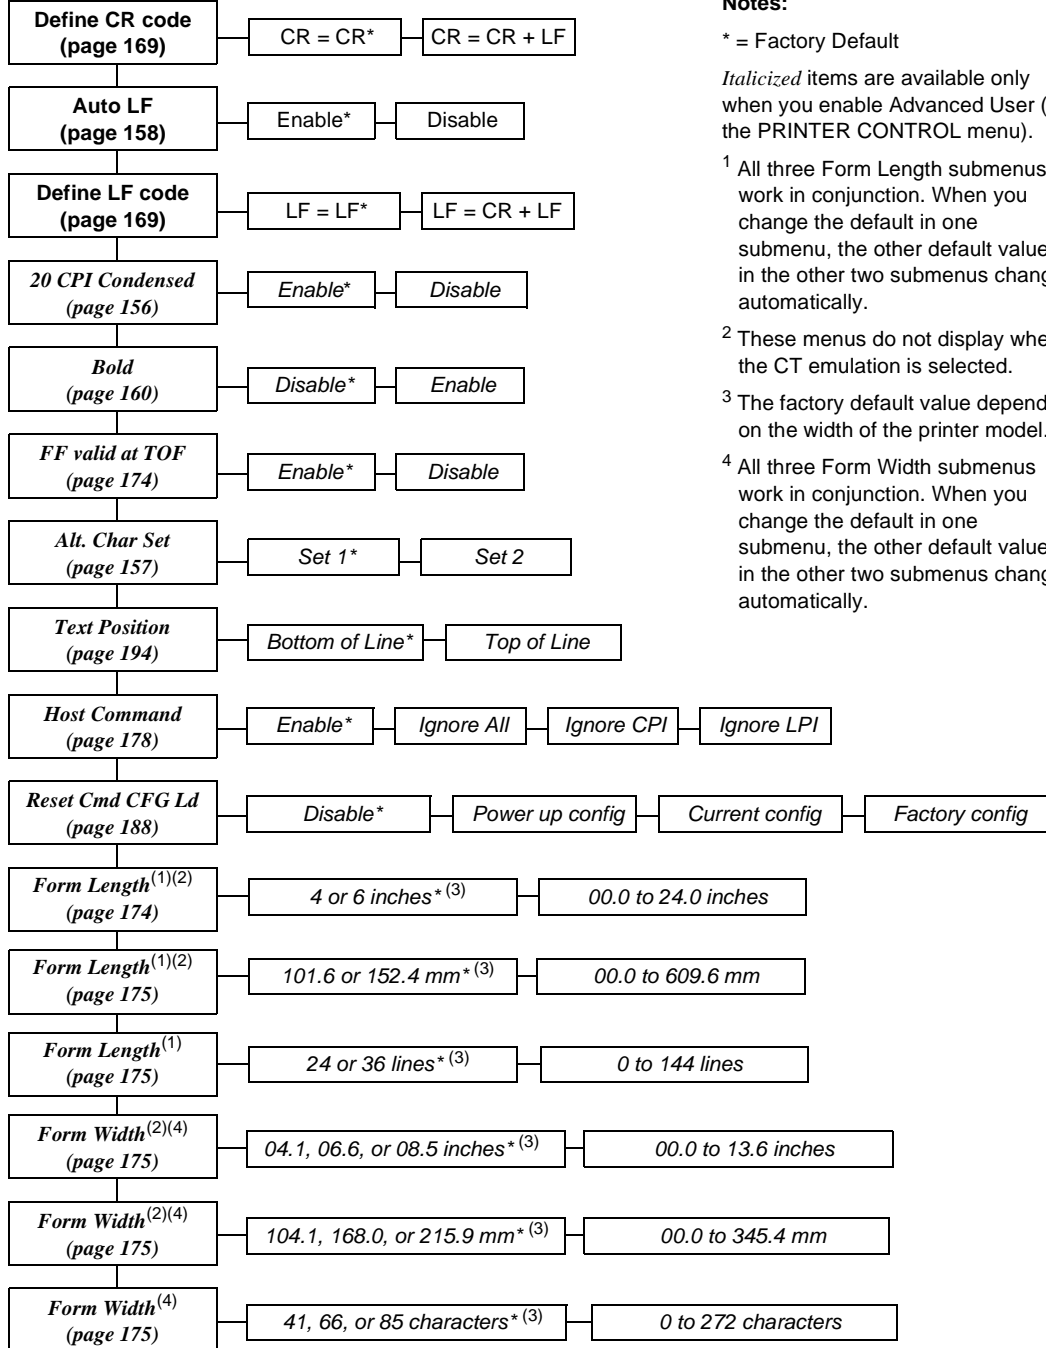 Define CR code
(page 169)
CR = CR*
CR = CR + LF
Auto LF
(page 158)
Enable*
Disable
Define LF code
(page 169)
LF = LF*
LF = CR + LF
20 CPI Condensed
(page 156)
Enable*
Disable
Bold
(page 160)
Disable*
Enable
FF valid at TOF
(page 174)
Enable*
Disable
Alt. Char Set
(page 157)
Set 1*
Set 2
Text Position
(page 194)
Bottom of Line*
Top of Line
Host Command
(page 178)
Enable*
Ignore All
Ignore CPI
Ignore LPI
Reset Cmd CFG Ld
(page 188)
Disable*
Power up config
Current config
Factory config
Form Length(1)(2)
(page 174)
4 or 6 inches* (3)
00.0 to 24.0 inches
Form Length(1)(2)
(page 175)
101.6 or 152.4 mm* (3)
00.0 to 609.6 mm
Form Length(1)
(page 175)
24 or 36 lines* (3)
0 to 144 lines
Form Width(2)(4)
(page 175)
04.1, 06.6, or 08.5 inches* (3)
00.0 to 13.6 inches
Form Width(2)(4)
(page 175)
104.1, 168.0, or 215.9 mm* (3)
00.0 to 345.4 mm
Form Width(4)
(page 175)
41, 66, or 85 characters* (3)
0 to 272 characters
Notes:
* = Factory Default
Italicized items are available only
when you enable Advanced User (
the PRINTER CONTROL menu).
1 All three Form Length submenus
work in conjunction. When you
change the default in one
submenu, the other default value
in the other two submenus chang
automatically.
2 These menus do not display whe
the CT emulation is selected.
3 The factory default value depend
on the width of the printer model.
4 All three Form Width submenus
work in conjunction. When you
change the default in one
submenu, the other default value
in the other two submenus chang
automatically.